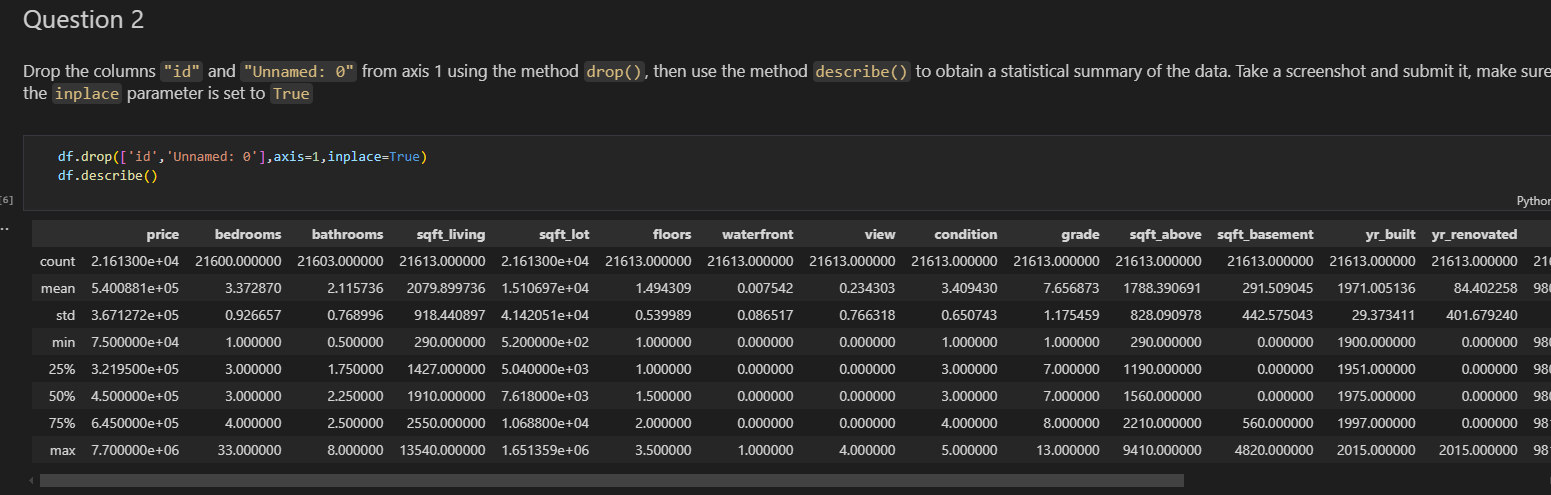 Question 2
Drop the columns "id" and "Unnamed: 0" from axis 1 using the method drop(), then use the method describe() to obtain a statistical summary of the data. Take a screenshot and submit it, make sure
the inplace parameter is set to True
df.drop(['id','Unnamed: 0'],axis=1,inplace=True)
df.describe()
[6]
Python
..
price bedrooms bathrooms sqft_living sqft_lot floors waterfront view condition grade sqft_above sqft_basement yr_built yr_renovated
count 2.161300e+04 21600.000000 21603.000000 21613.000000 2.161300e+04 21613.000000 21613.000000 21613.000000 21613.000000 21613.000000 21613.000000 21613.000000 21613.000000 21613.000000 216
mean 5.400881e+05 3.372870 2.115736 2079.899736 1.510697e+04 1.494309 0.007542 0.234303 3.409430 7.656873 1788.390691 291.509045 1971.005136 84.402258 980
std 3.671272e+05 0.926657 0.768996 918.440897 4.142051e+04 0.539989 0.086517 0.766318 0.650743 1.175459 828.090978 442.575043 29.373411 401.679240
min 7.500000e+04 1.000000 0.500000 290.000000 5.200000e+02 1.000000 0.000000 0.000000 1.000000 1.000000 290.000000 0.000000 1900.000000 0.000000 980
25% 3.219500e+05 3.000000 1.750000 1427.000000 5.040000e+03 1.000000 0.000000 0.000000 3.000000 7.000000 1190.000000 0.000000 1951.000000 0.000000 980
50% 4.500000e+05 3.000000 2.250000 1910.000000 7.618000e+03 1.500000 0.000000 0.000000 3.000000 7.000000 1560.000000 0.000000 1975.000000 0.000000 980
75% 6.450000e+05 4.000000 2.500000 2550.000000 1.068800e+04 2.000000 0.000000 0.000000 4.000000 8.000000 2210.000000 560.000000 1997.000000 0.000000 981
max 7.700000e+06 33.000000 8.000000 13540.000000 1.651359e+06 3.500000 1.000000 4.000000 5.000000 13.000000 9410.000000 4820.000000 2015.000000 2015.000000 981